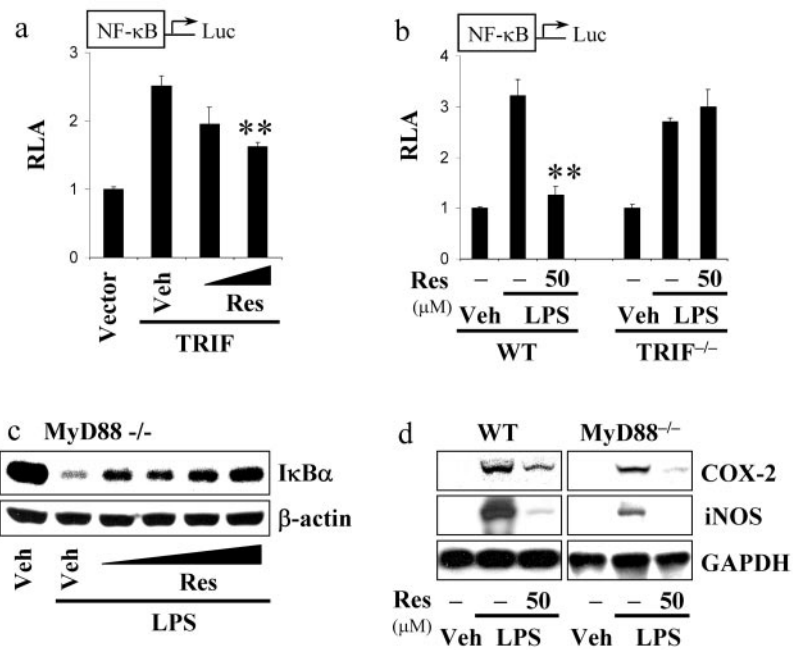 a
NF-κB Luc
3
2
1
0
RLA
**
Vector
Veh
Res
TRIF
b
NF-κB Luc
4
3
2
1
0
RLA
**
Res – – 50 – – 50
(μM)
Veh LPS Veh LPS
WT TRIF–/–
c MyD88 -/-
IκBα
β-actin
Veh
Veh
Res
LPS
d WT MyD88–/–
COX-2
iNOS
GAPDH
Res – – 50 – – 50
(μM)
Veh LPS Veh LPS